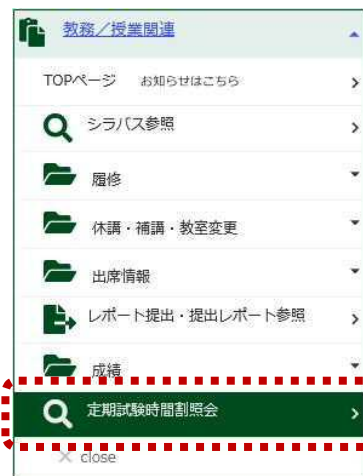 教務／授業関連
TOPページ お知らせはこちら
シラバス参照
履修
休講・補講・教室変更
出席情報
レポート提出・提出レポート参照
成績
定期試験時間割照会
× close